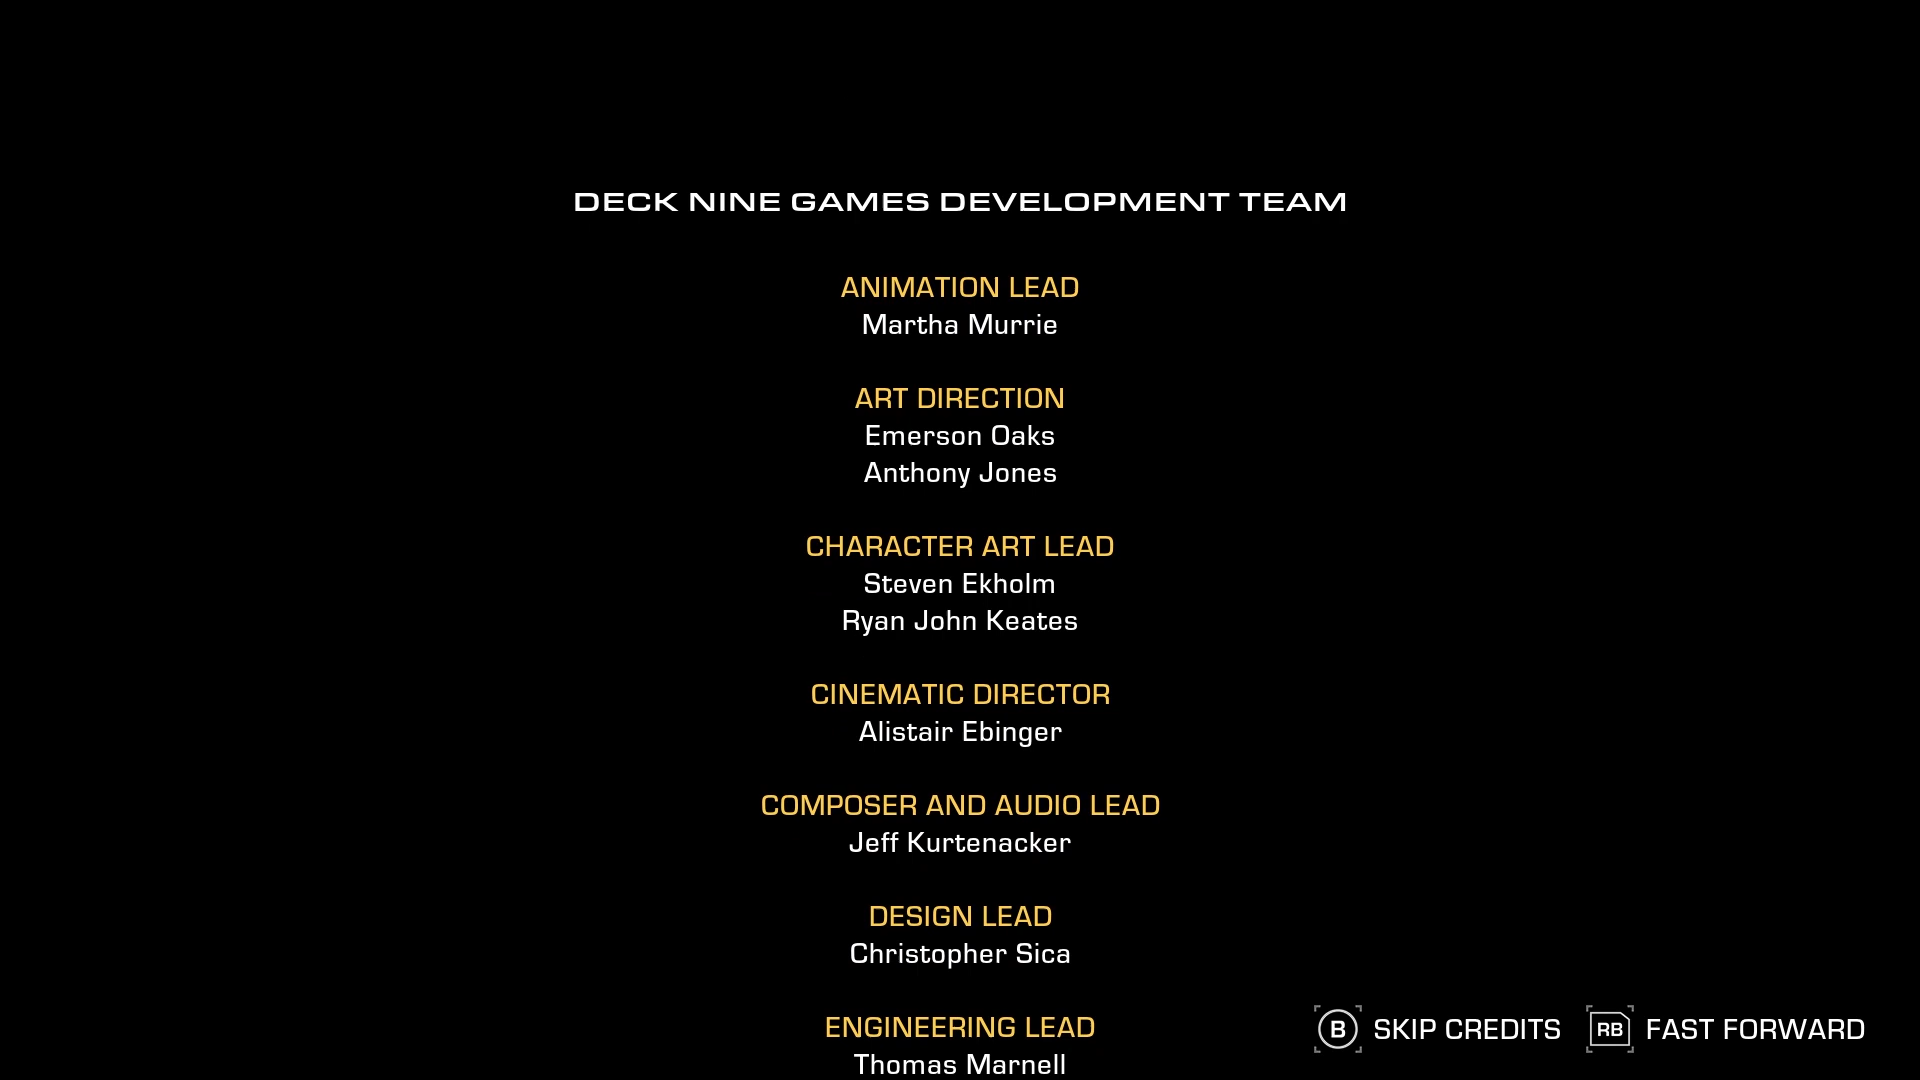 DECK NINE GAMES DEVELOPMENT TEAM
ANIMATION LEAD
Martha Murrie
ART DIRECTION
Emerson Oaks
Anthony Jones
CHARACTER ART LEAD
Steven Ekholm
Ryan John Keates
CINEMATIC DIRECTOR
Alistair Ebinger
COMPOSER AND AUDIO LEAD
Jeff Kurtenacker
DESIGN LEAD
Christopher Sica
ENGINEERING LEAD
Thomas Marnell
B SKIP CREDITS RB FAST FORWARD